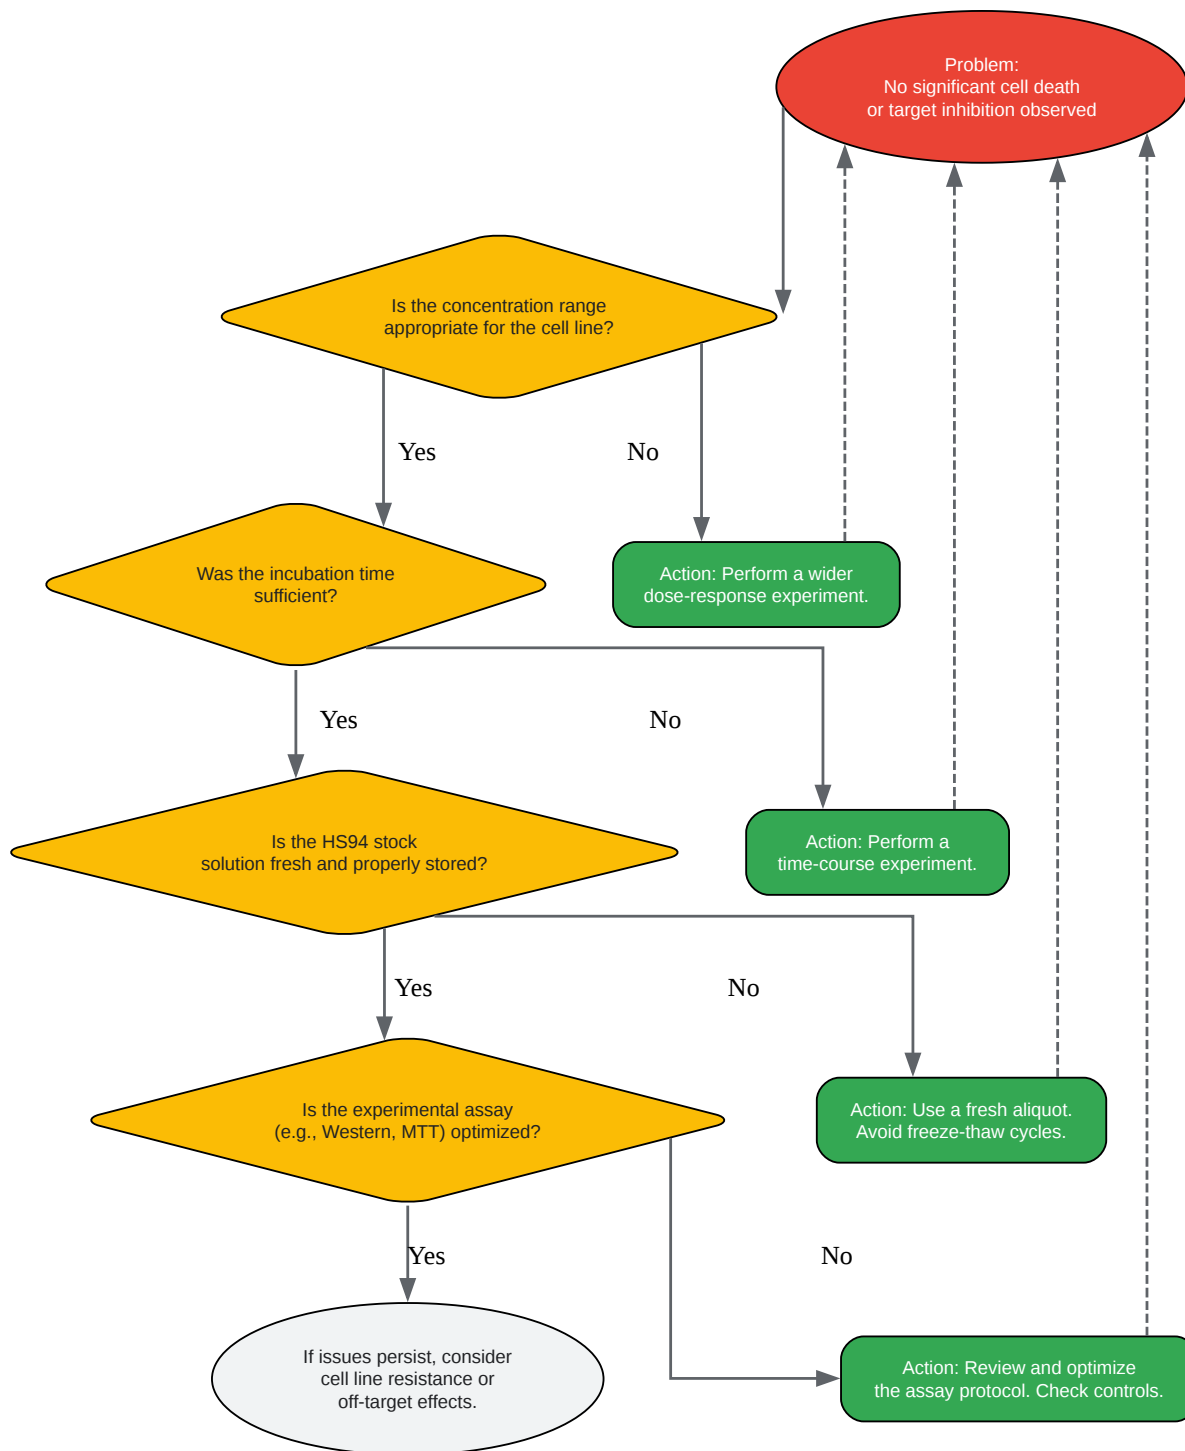 Problem:
No significant cell death
or target inhibition observed
Is the concentration range
appropriate for the cell line?
Yes
No
Was the incubation time
sufficient?
Action: Perform a wider
dose-response experiment.
Yes
No
Is the HS94 stock
solution fresh and properly stored?
Action: Perform a
time-course experiment.
Yes
No
Is the experimental assay
(e.g., Western, MTT) optimized?
Action: Use a fresh aliquot.
Avoid freeze-thaw cycles.
Yes
No
If issues persist, consider
cell line resistance or
off-target effects.
Action: Review and optimize
the assay protocol. Check controls.